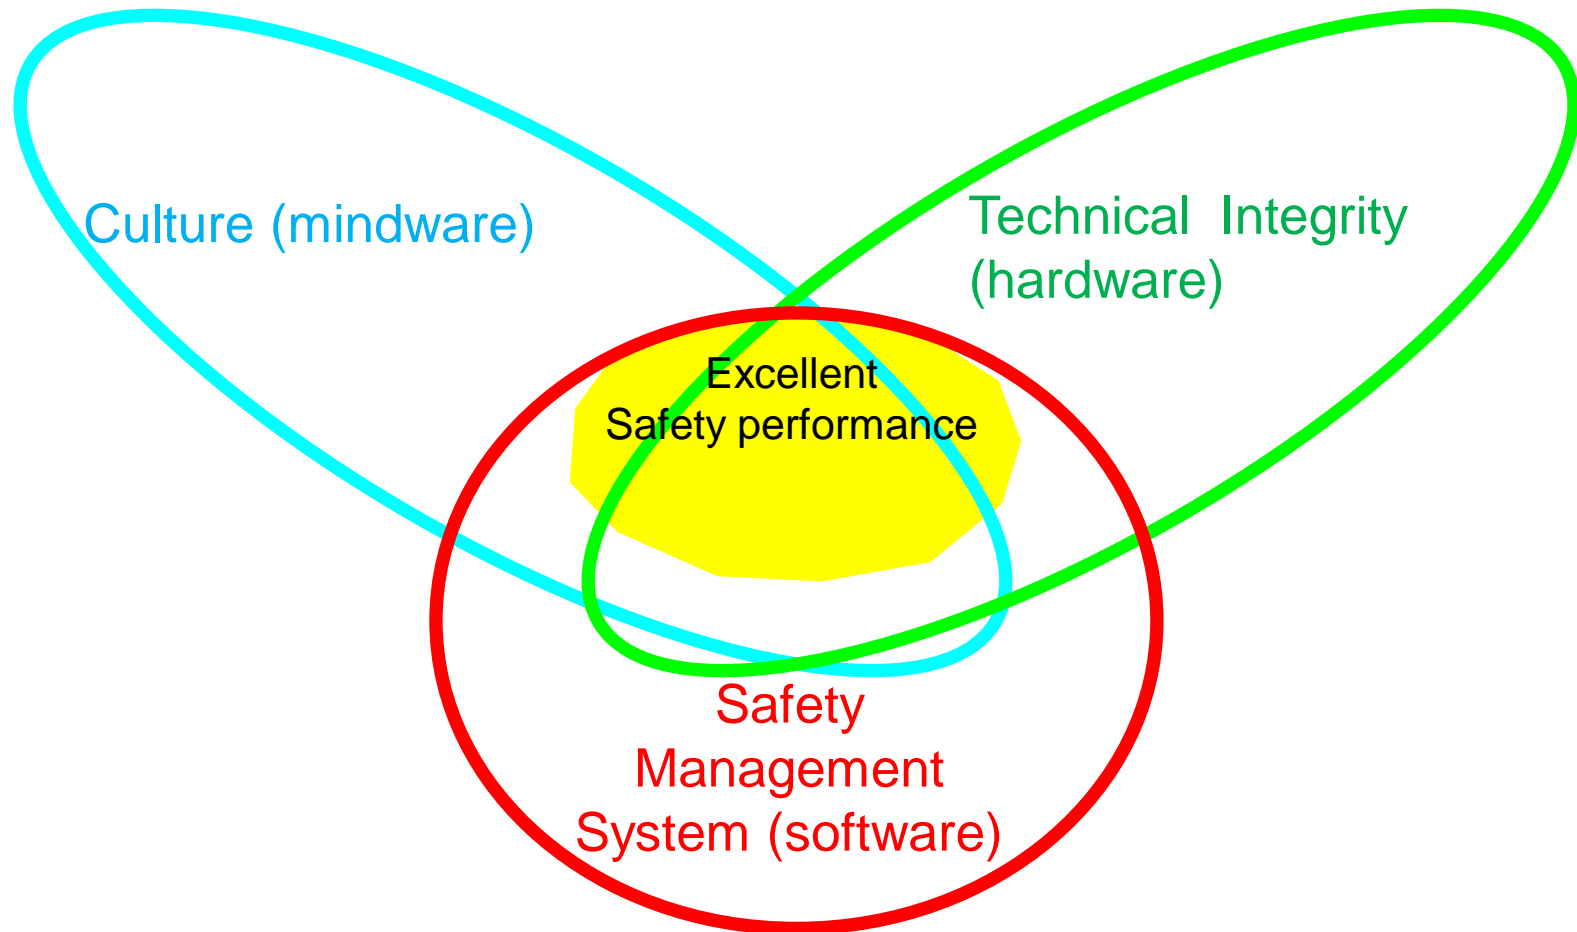 Culture (mindware)
Technical  Integrity
(hardware)
Excellent
Safety performance
Safety
Management
System (software)